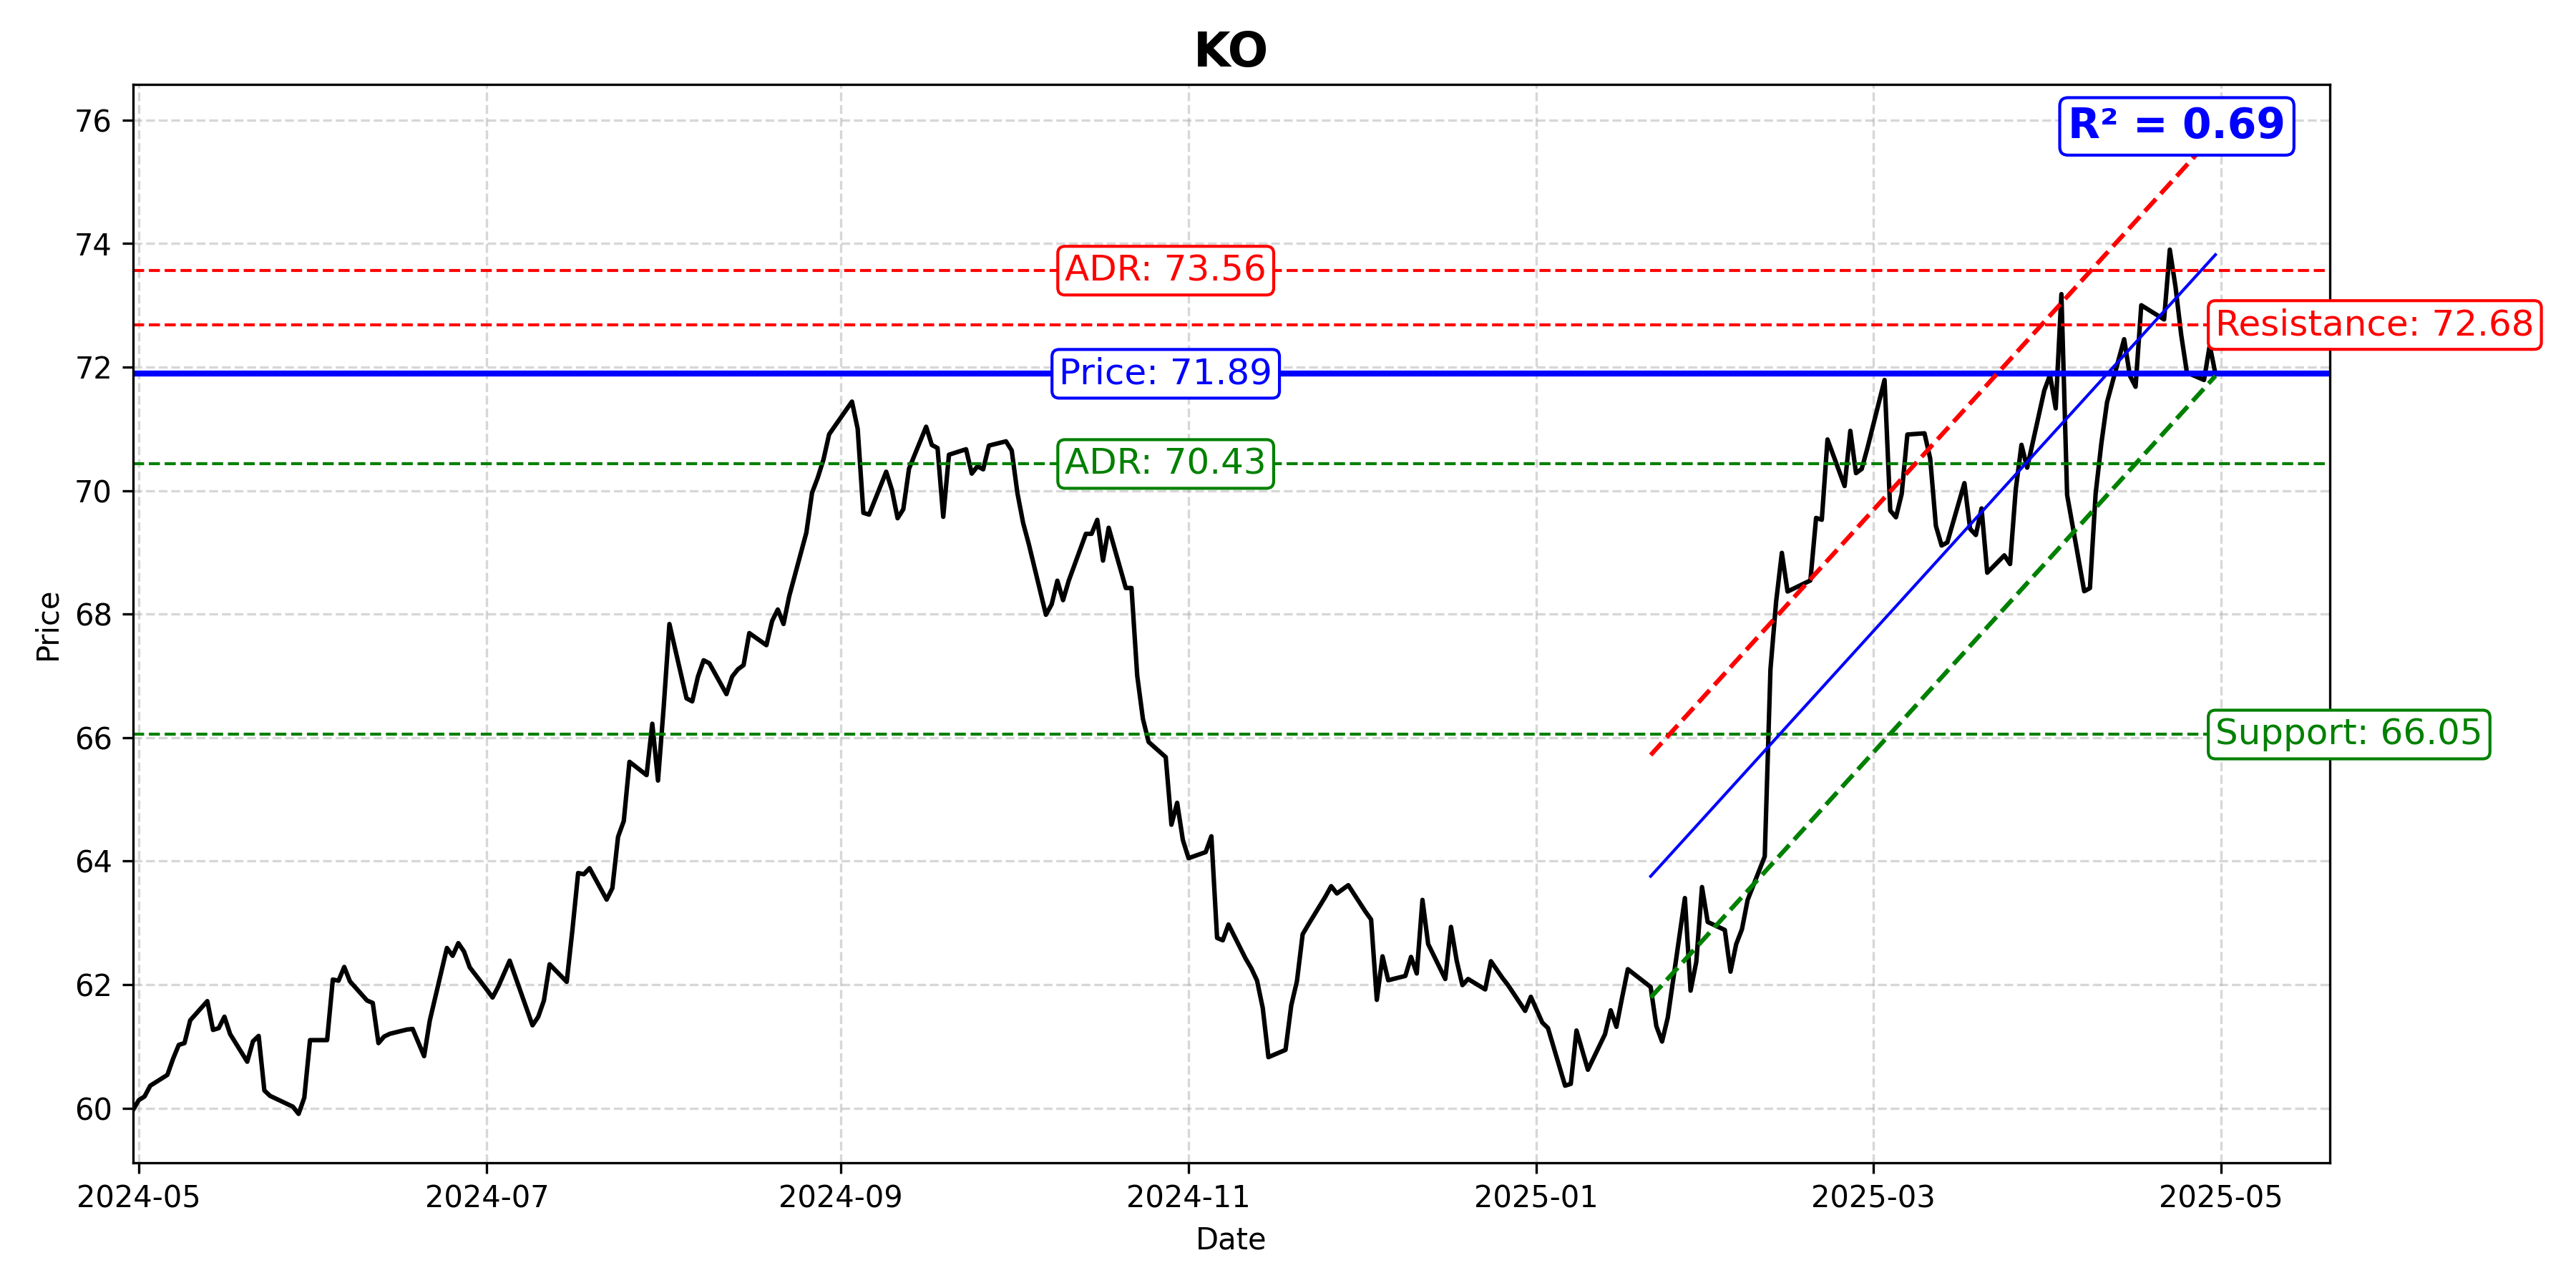 KO
R² = 0.69
76
74
72
70
68
66
64
62
60
Price
ADR: 73.56
Resistance: 72.68
Price: 71.89
ADR: 70.43
Support: 66.05
2024-05
2024-07
2024-09
2024-11
2025-01
2025-03
2025-05
Date